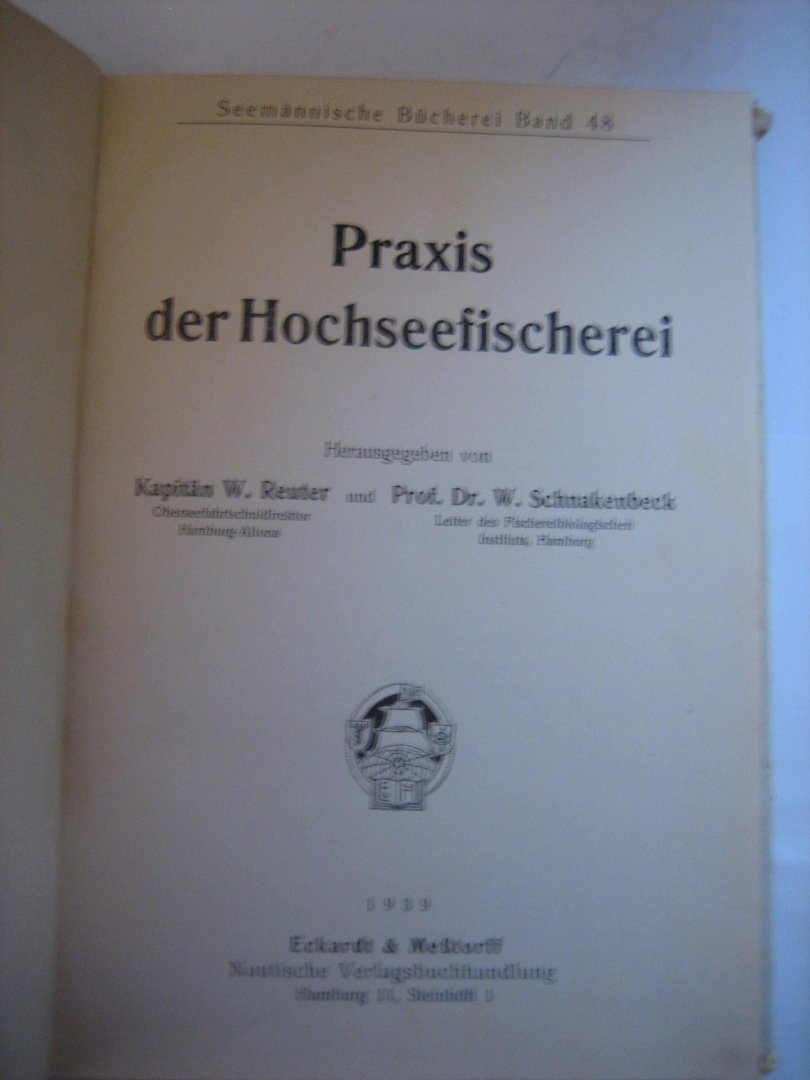 Seemännische Bücherei Band 48
Praxis
der Hochseefischerei
Herausgegeben von
Kapitän W. Reuter und Prof. Dr. W. Schnakenbeck
Oberseefahrtschuldirektor
Hamburg-Altona
Leiter des Fischereibiologischen
Instituts, Hamburg
E M
1939
Eckardt & Meßtorff
Nautische Verlagsbuchhandlung
Hamburg 11, Steinhöft 1